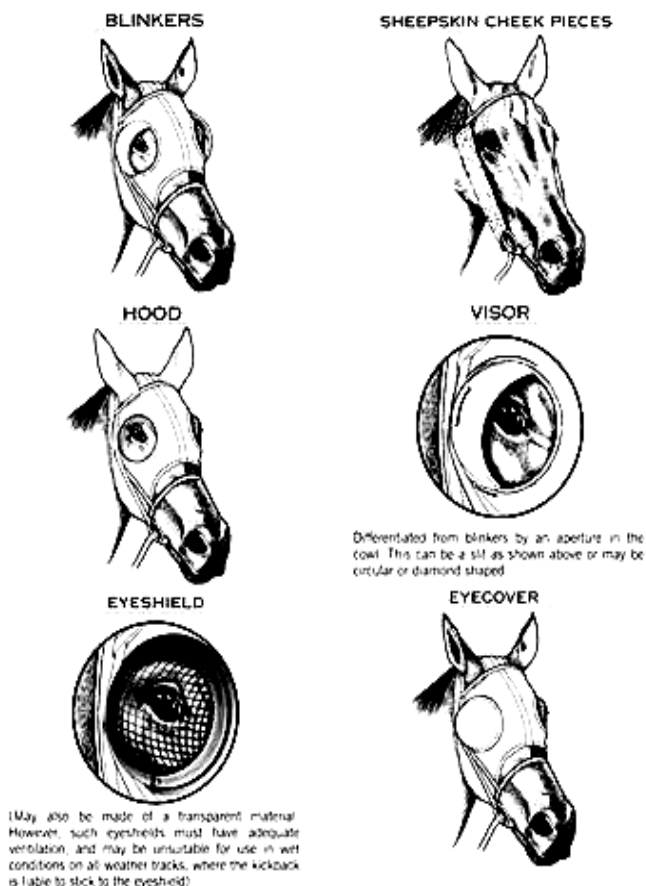 BLINKERS
SHEEPSKIN CHEEK PIECES
HOOD
VISOR
Differentiated from blinkers by an aperture in the
cowl. This can be a slit as shown above or may be
circular or diamond shaped
EYESHIELD
(May also be made of a transparent material.
However, such eyeshields must have adequate
ventilation, and may be unsuitable for use in wet
conditions on all weather tracks, where the kickback
is liable to stick to the eyeshield)
EYECOVER